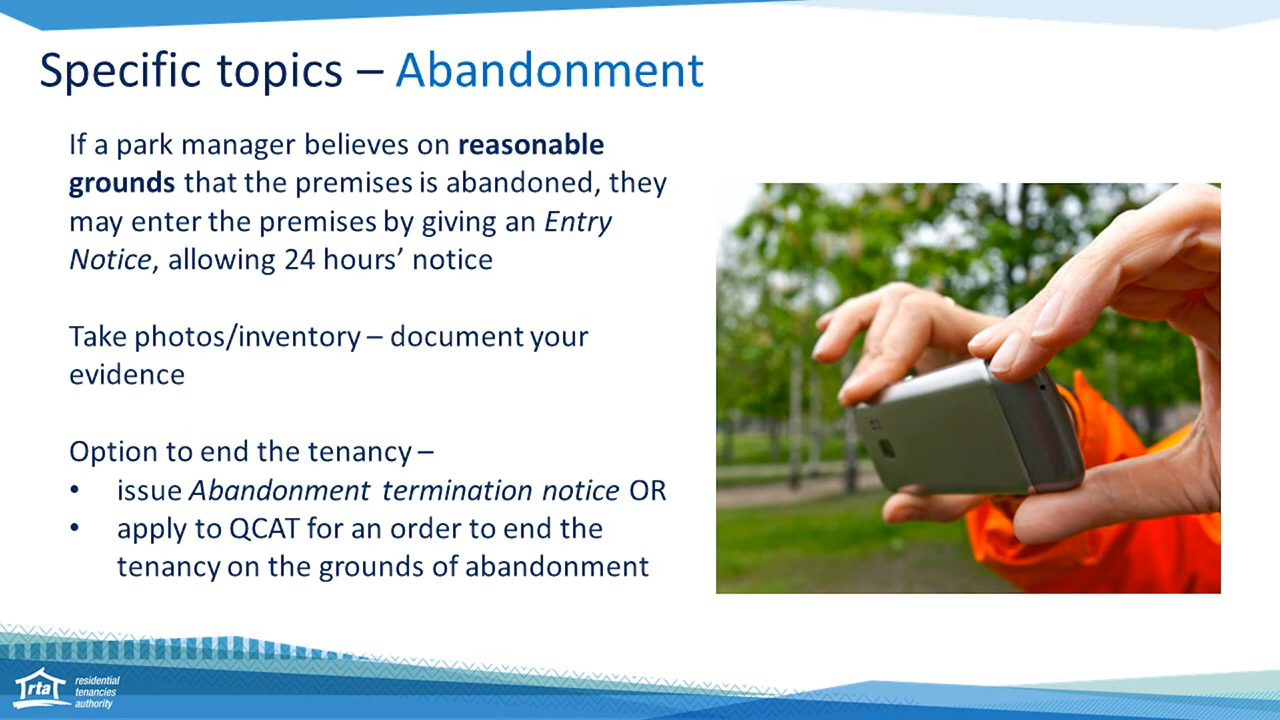 Specific topics – Abandonment
If a park manager believes on reasonable
grounds that the premises is abandoned, they
may enter the premises by giving an Entry
Notice, allowing 24 hours’ notice
Take photos/inventory – document your
evidence
Option to end the tenancy –
• issue Abandonment termination notice OR
• apply to QCAT for an order to end the
tenancy on the grounds of abandonment
rta
residential
tenancies
authority